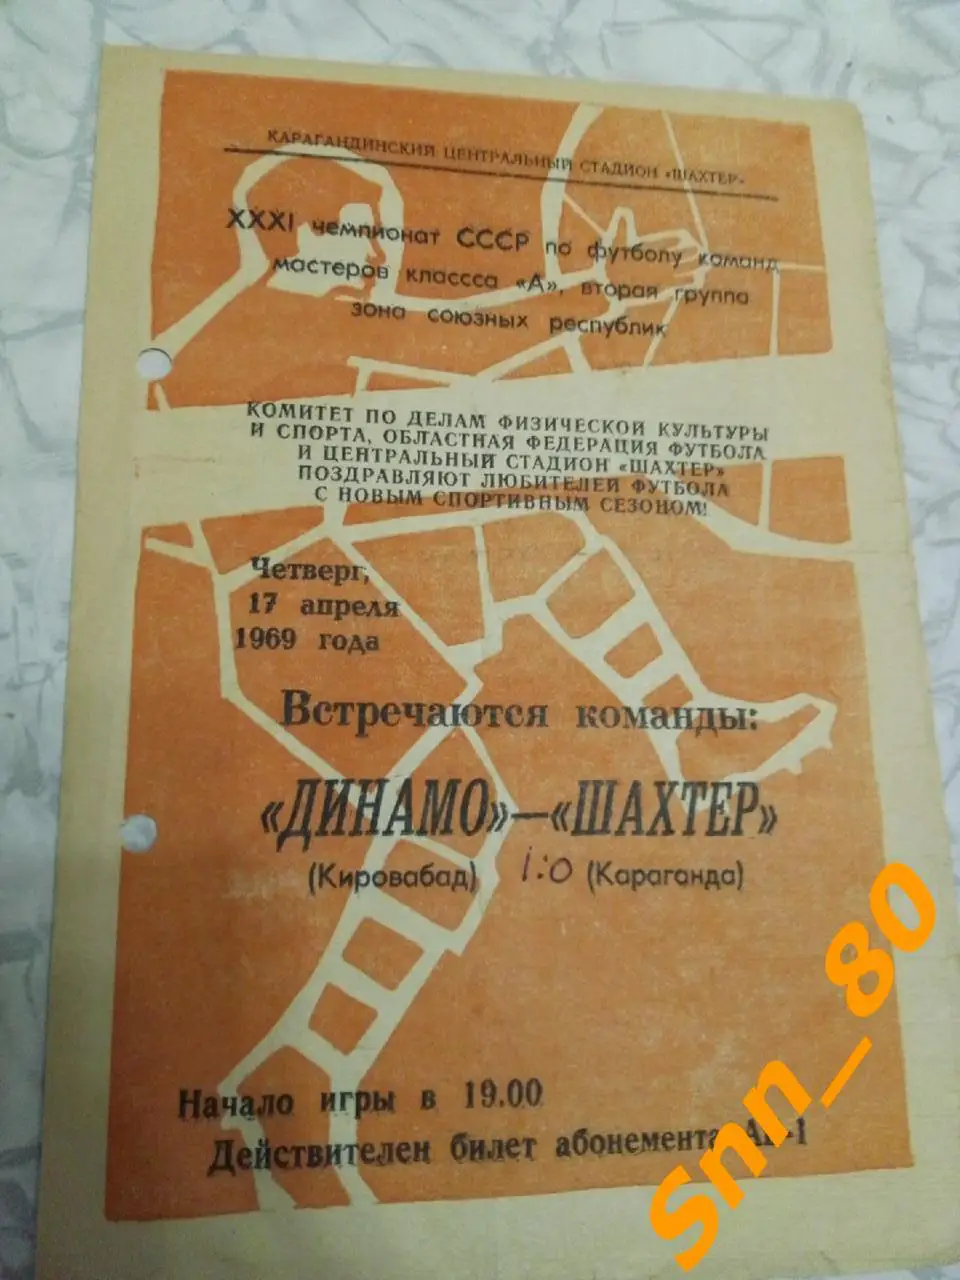 КАРАГАНДИНСКИЙ ЦЕНТРАЛЬНЫЙ СТАДИОН «ШАХТЕР»
XXXI чемпионат СССР по футболу команд
мастеров классса «А», вторая группа
зона союзных республик
КОМИТЕТ ПО ДЕЛАМ ФИЗИЧЕСКОЙ КУЛЬТУРЫ
И СПОРТА, ОБЛАСТНАЯ ФЕДЕРАЦИЯ ФУТБОЛА
И ЦЕНТРАЛЬНЫЙ СТАДИОН «ШАХТЕР»
ПОЗДРАВЛЯЮТ ЛЮБИТЕЛЕЙ ФУТБОЛА
С НОВЫМ СПОРТИВНЫМ СЕЗОНОМ!
Четверг,
17 апреля
1969 года
Встречаются команды:
«ДИНАМО»—«ШАХТЕР»
(Кировабад) 1:0 (Караганда)
Начало игры в 19.00
Действителен билет абонемента
snn_80